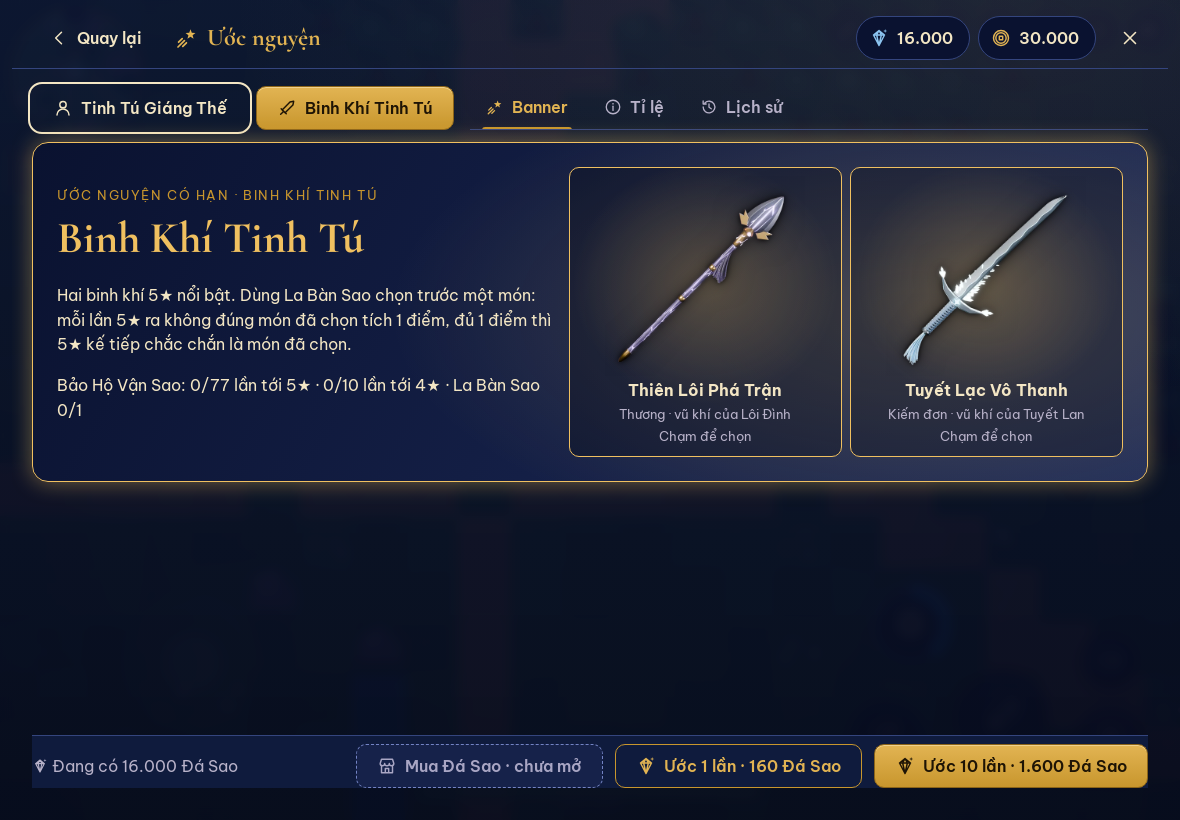 Quay lại
Ước nguyện
16.000
30.000
Tinh Tú Giáng Thế
Binh Khí Tinh Tú
Banner
Tỉ lệ
Lịch sử
ƯỚC NGUYỆN CÓ HẠN · BINH KHÍ TINH TÚ
Binh Khí Tinh Tú
Hai binh khí 5★ nổi bật. Dùng La Bàn Sao chọn trước một món:
mỗi lần 5★ ra không đúng món đã chọn tích 1 điểm, đủ 1 điểm thì
5★ kế tiếp chắc chắn là món đã chọn.
Bảo Hộ Vận Sao: 0/77 lần tới 5★ · 0/10 lần tới 4★ · La Bàn Sao
0/1
Thiên Lôi Phá Trận
Thương · vũ khí của Lôi Đình
Chạm để chọn
Tuyết Lạc Vô Thanh
Kiếm đơn · vũ khí của Tuyết Lan
Chạm để chọn
Đang có 16.000 Đá Sao
Mua Đá Sao · chưa mở
Ước 1 lần · 160 Đá Sao
Ước 10 lần · 1.600 Đá Sao